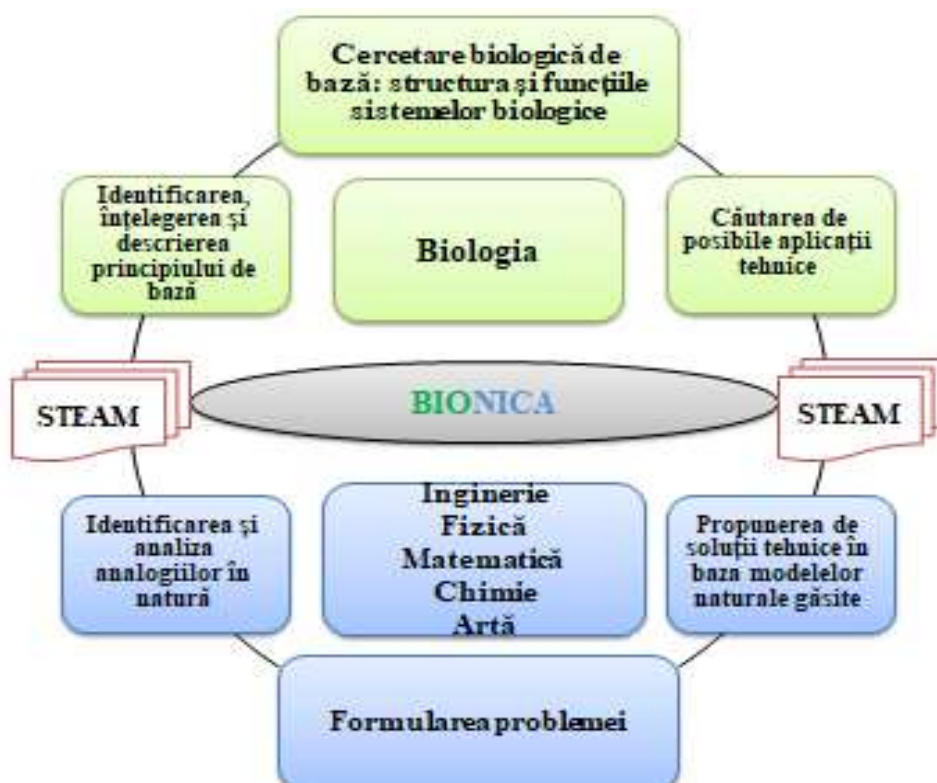 Cercetare biologică de
bază: structura și funcțiile
sistemelor biologice
Identificarea,
înțelegerea și
descrierea
principiului de
bază
Biologia
Căutarea de
posibile aplicații
tehnice
STEAM
BIONICA
STEAM
Identificarea și
analiza
analogiilor în
natură
Inginerie
Fizică
Matematică
Chimie
Artă
Propunerea de
soluții tehnice în
baza modelelor
naturale găsite
Formularea problemei